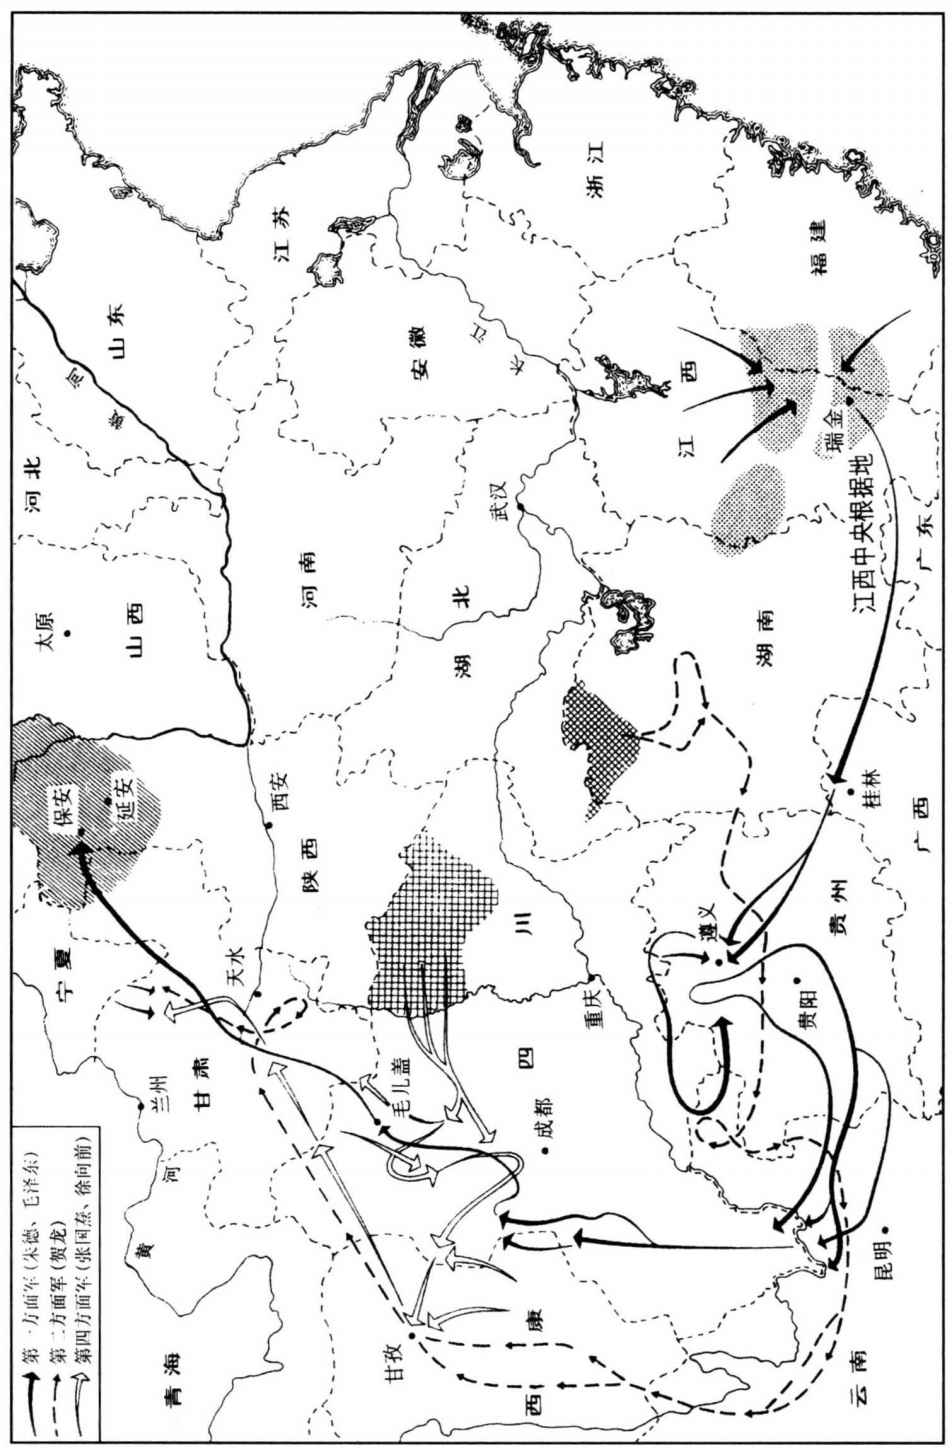 第一方面军(朱德、毛泽东)
第二方面军(贺龙)
第四方面军(张国焘、徐向前)
青海
黄河
兰州
甘肃
宁夏
天水
保安
延安
西安
陕西
太原
山西
河北
山东
黄河
江苏
河南
安徽
长江
浙江
湖北
武汉
四川
毛儿盖
成都
重庆
甘孜
西康
云南
昆明
贵阳
遵义
贵州
湖南
江西
瑞金
江西中央根据地
福建
广东
桂林
广西